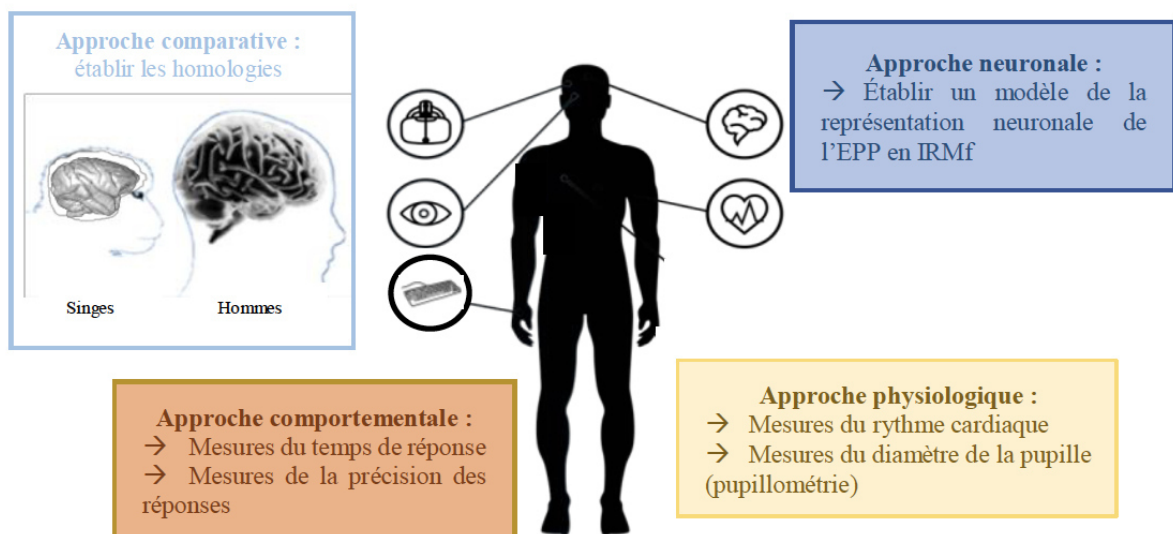 Approche comparative :
établir les homologies
Singes
Hommes
Approche neuronale :
→ Établir un modèle de la
représentation neuronale de
l’EPP en IRMf
Approche comportementale :
→ Mesures du temps de réponse
→ Mesures de la précision des
réponses
Approche physiologique :
→ Mesures du rythme cardiaque
→ Mesures du diamètre de la pupille
(pupillométrie)